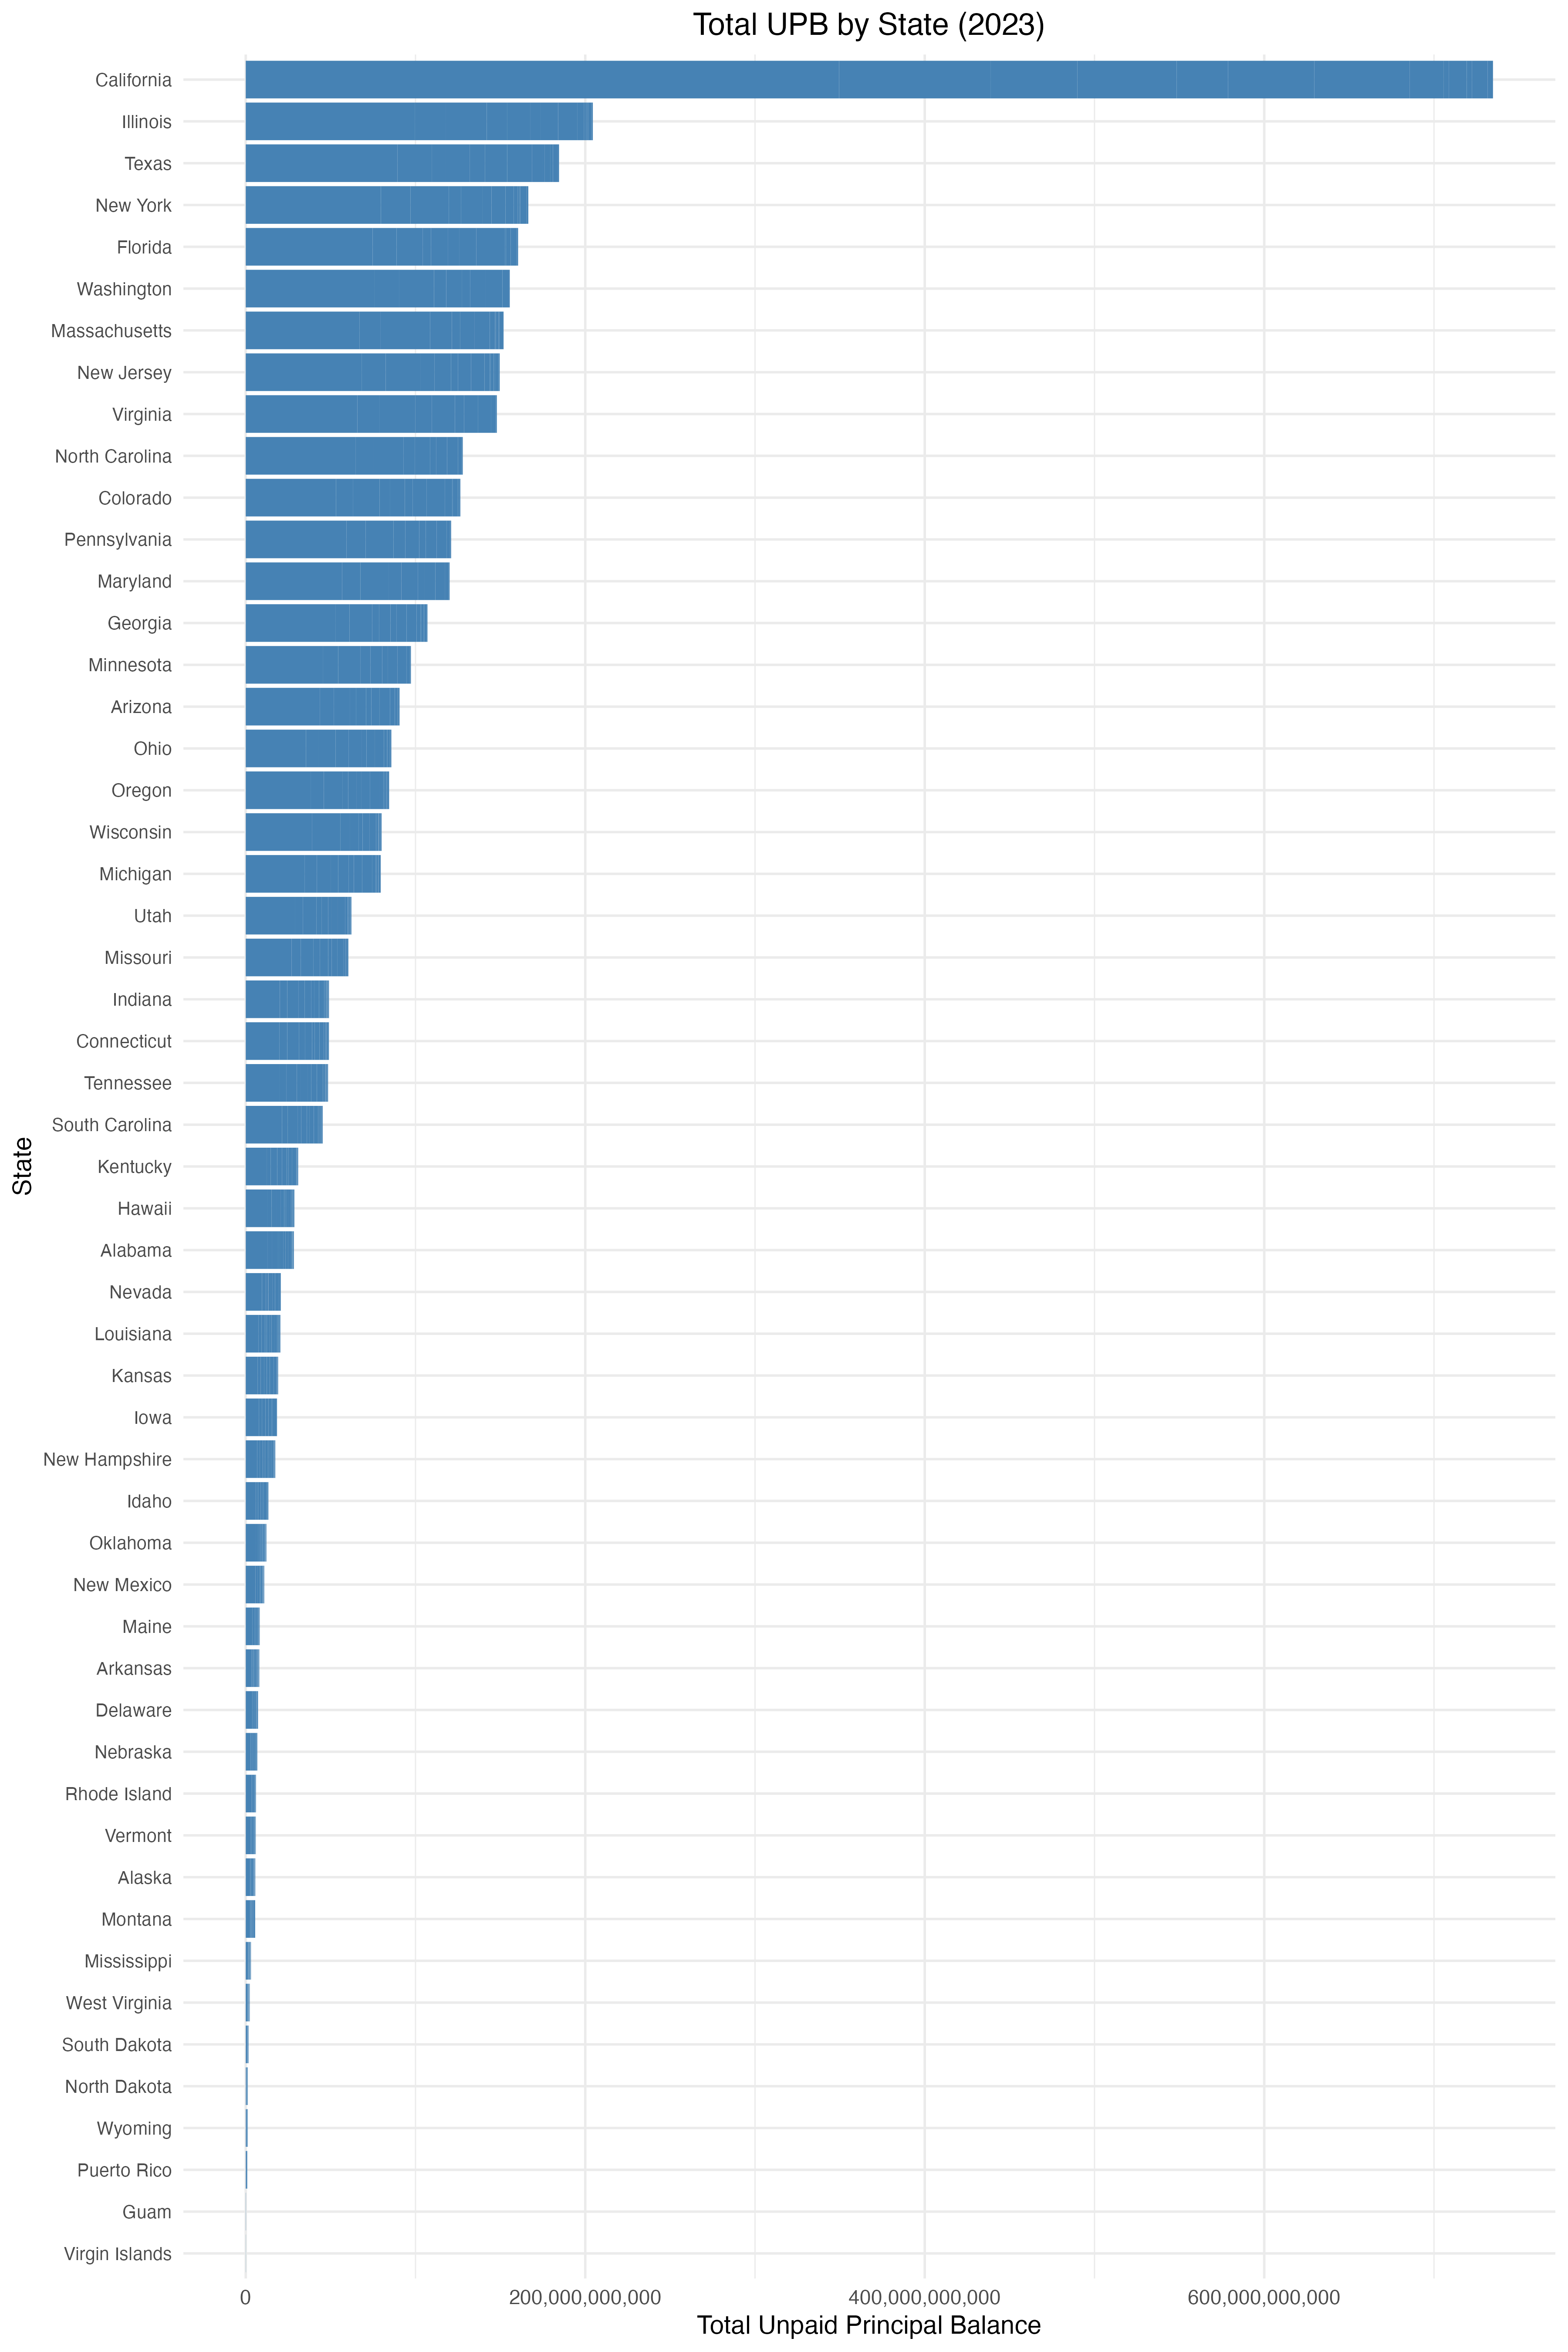 Total UPB by State (2023)
California
Illinois
Texas
New York
Florida
Washington
Massachusetts
New Jersey
Virginia
North Carolina
Colorado
Pennsylvania
Maryland
Georgia
Minnesota
Arizona
Ohio
Oregon
Wisconsin
Michigan
Utah
Missouri
Indiana
Connecticut
Tennessee
South Carolina
Kentucky
Hawaii
Alabama
Nevada
Louisiana
Kansas
Iowa
New Hampshire
Idaho
Oklahoma
New Mexico
Maine
Arkansas
Delaware
Nebraska
Rhode Island
Vermont
Alaska
Montana
Mississippi
West Virginia
South Dakota
North Dakota
Wyoming
Puerto Rico
Guam
Virgin Islands
State
0 200,000,000,000 400,000,000,000 600,000,000,000
Total Unpaid Principal Balance